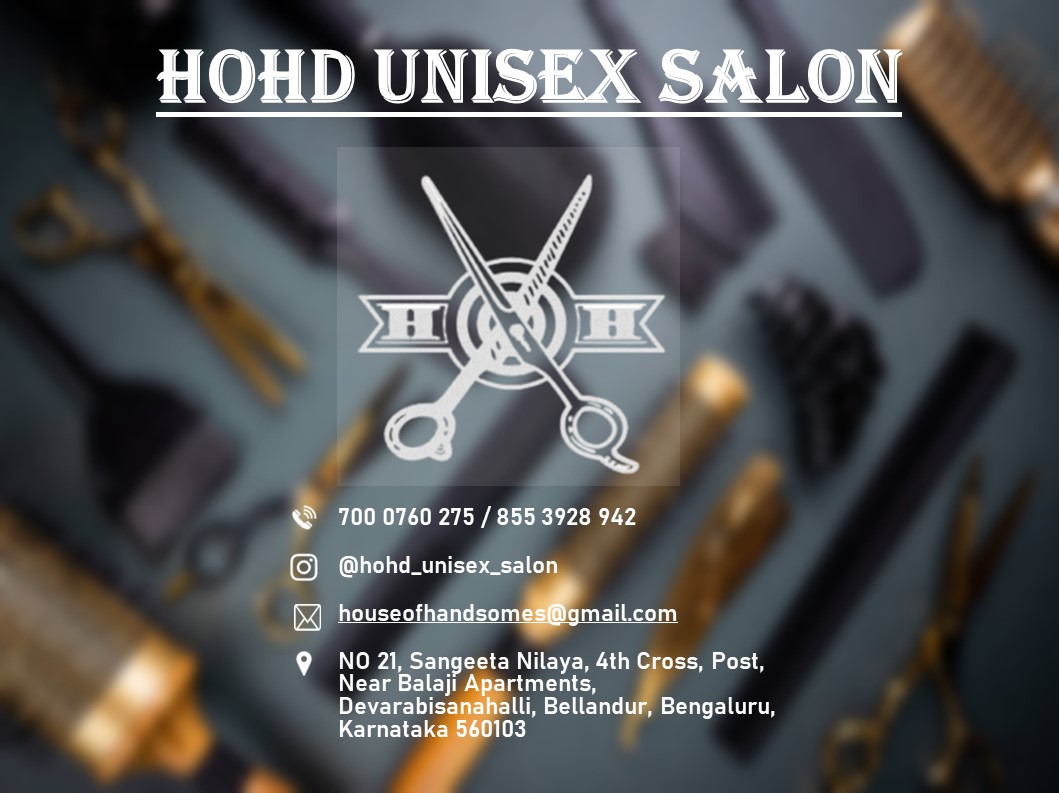 HOHD UNISEX SALON
H H
700 0760 275 / 855 3928 942
@hohd_unisex_salon
houseofhandsomes@gmail.com
NO 21, Sangeeta Nilaya, 4th Cross, Post,
Near Balaji Apartments,
Devarabisanahalli, Bellandur, Bengaluru,
Karnataka 560103